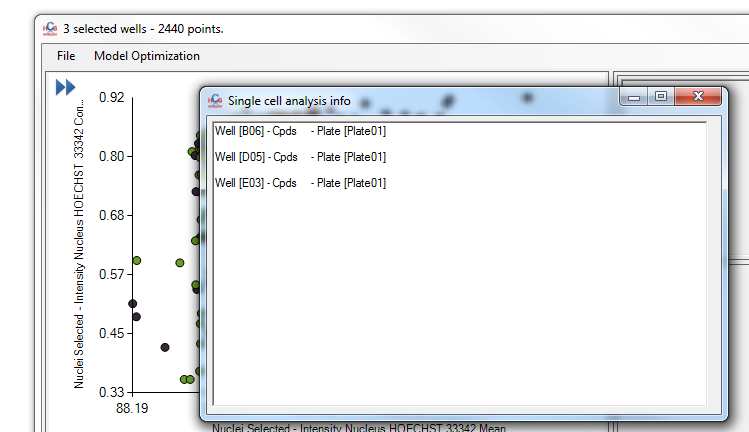 3 selected wells - 2440 points.
File Model Optimization
Single cell analysis info
Well [B06] - Cpds - Plate [Plate01]
Well [D05] - Cpds - Plate [Plate01]
Well [E03] - Cpds - Plate [Plate01]
Nuclei Selected - Intensity Nucleus HOECHST 33342 Con...
0.92
0.80
0.68
0.57
0.45
0.33
88.19
Nuclei Selected - Intensity Nucleus HOECHST 33342 Mean